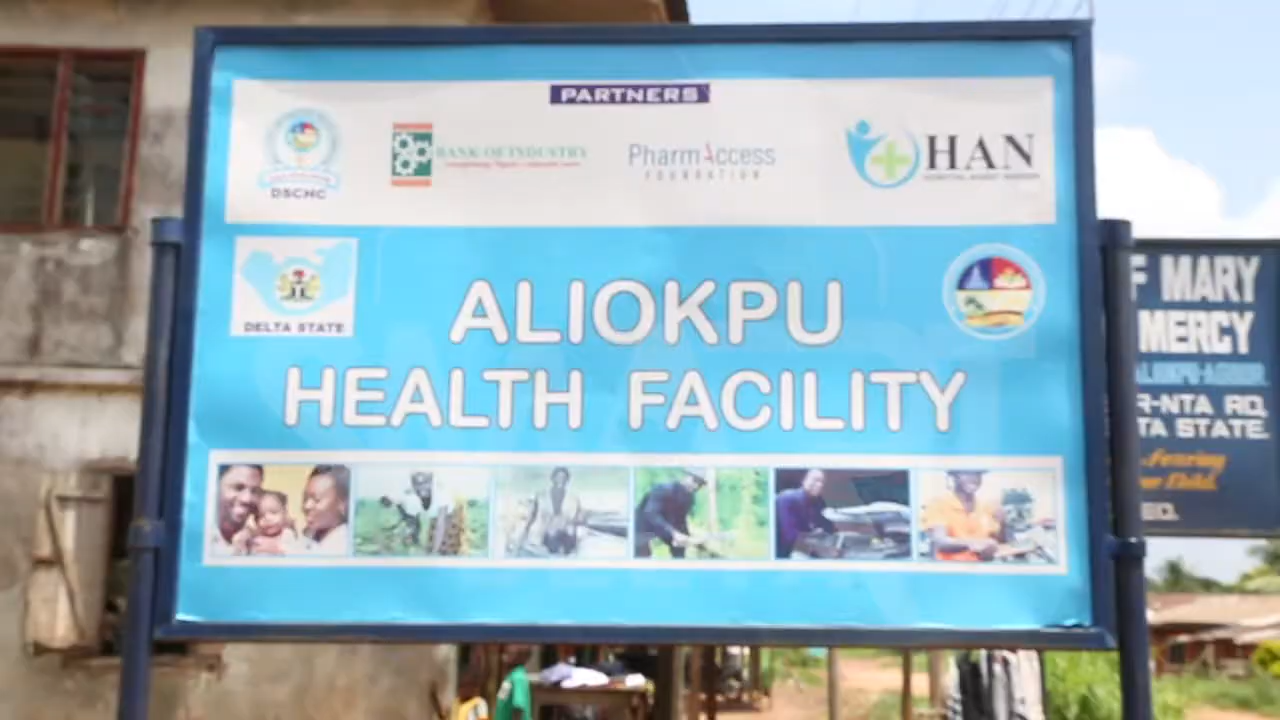 PARTNERS
DSCHC
BANK OF INDUSTRY
PharmAccess
FOUNDATION
HAN
DELTA STATE
ALIOKPU
HEALTH FACILITY
F MARY
MERCY
R-NTA RD,
TA STATE.